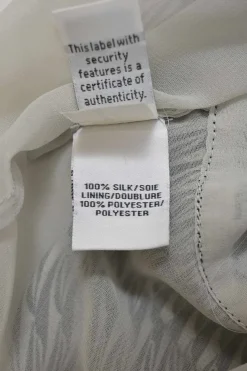 This label with
security
features is a
certificate of
authenticity.
100% SILK/SOIE
LINING/DOUBLURE
100% POLYESTER/
POLYESTER